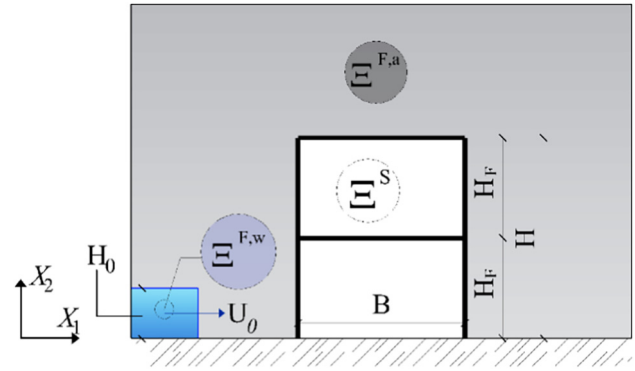 Ξ^F,a
Ξ^S
H_F
Ξ^F,w
H
H_0
X_2
H_F
U_0
B
X_1